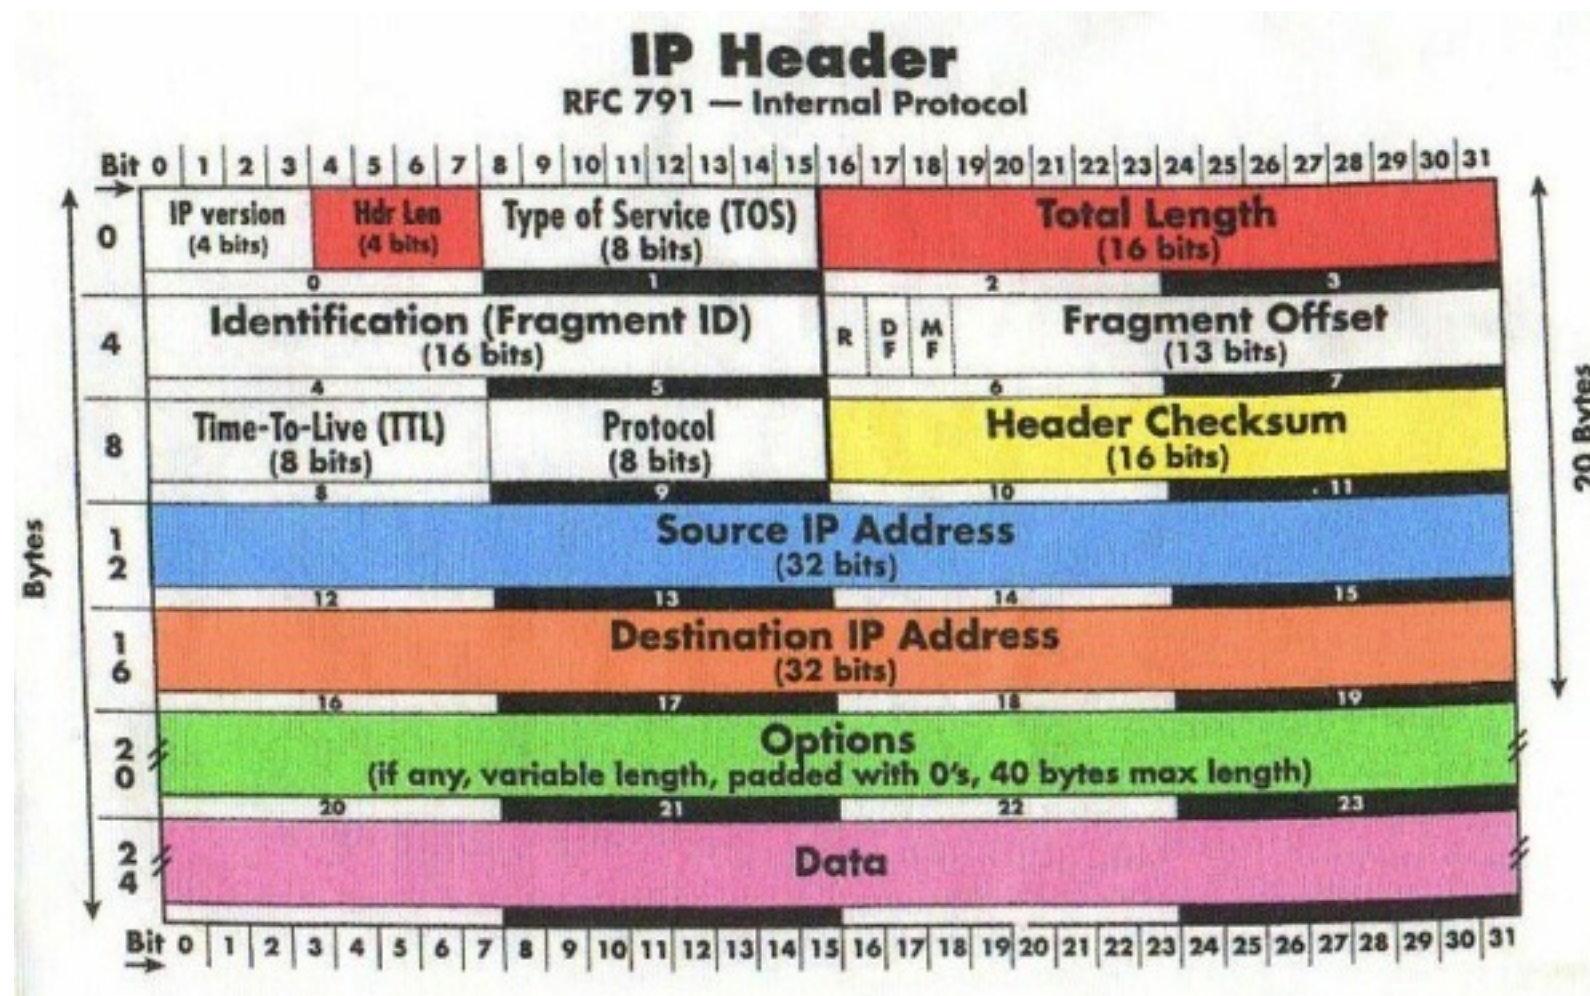 IP Header
RFC 791 — Internal Protocol
Bit 0 1 2 3 4 5 6 7 8 9 10 11 12 13 14 15 16 17 18 19 20 21 22 23 24 25 26 27 28 29 30 31
0 IP version Hdr Len Type of Service (TOS) Total Length
(4 bits) (4 bits) (8 bits) (16 bits)
0 1 2 3
4 Identification (Fragment ID) R DF MF Fragment Offset
(16 bits) (13 bits)
4 5 6 7
8 Time-To-Live (TTL) Protocol Header Checksum
(8 bits) (8 bits) (16 bits)
8 9 10 11
12 Source IP Address
(32 bits)
12 13 14 15
16 Destination IP Address
(32 bits)
16 17 18 19
20 Options
(if any, variable length, padded with 0's, 40 bytes max length)
20 21 22 23
24 Data
Bit 0 1 2 3 4 5 6 7 8 9 10 11 12 13 14 15 16 17 18 19 20 21 22 23 24 25 26 27 28 29 30 31
Bytes
20 Bytes